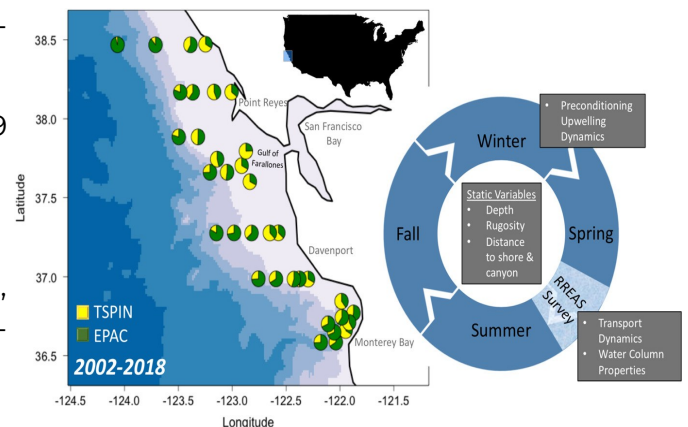 9
,
38.5
38.0
37.5
37.0
36.5
Latitude
Point Reyes
San Francisco
Bay
Gulf of
Farallones
Davenport
Monterey Bay
TSPIN
EPAC
2002-2018
-124.5
-124.0
-123.5
-123.0
-122.5
-122.0
-121.5
Longitude
• Preconditioning
Upwelling
Dynamics
Winter
Fall
Spring
Summer
RREAS
Survey
Static Variables
• Depth
• Rugosity
• Distance
to shore &
canyon
• Transport
Dynamics
• Water Column
Properties